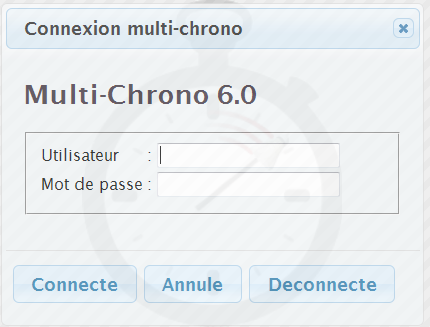 Connexion multi-chrono
Multi-Chrono 6.0
Utilisateur :
Mot de passe :
Connecte Annule Deconnecte